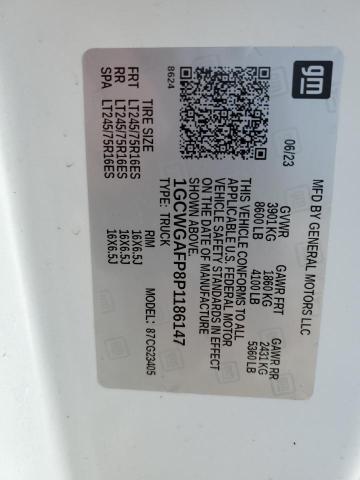 gm
MFD BY GENERAL MOTORS LLC
06/23
GVWR GAWR FRT GAWR RR
3901 KG 1860 KG 2431 KG
8600 LB 4100 LB 5360 LB
THIS VEHICLE CONFORMS TO ALL
APPLICABLE U.S. FEDERAL MOTOR
VEHICLE SAFETY STANDARDS IN EFFECT
ON THE DATE OF MANUFACTURE
SHOWN ABOVE.
1GCWGAFP8P1186147
8624 TYPE: TRUCK MODEL: 87CG23405
TIRE SIZE RIM
FRT LT245/75R16ES 16X6.5J
RR LT245/75R16ES 16X6.5J
SPA LT245/75R16ES 16X6.5J